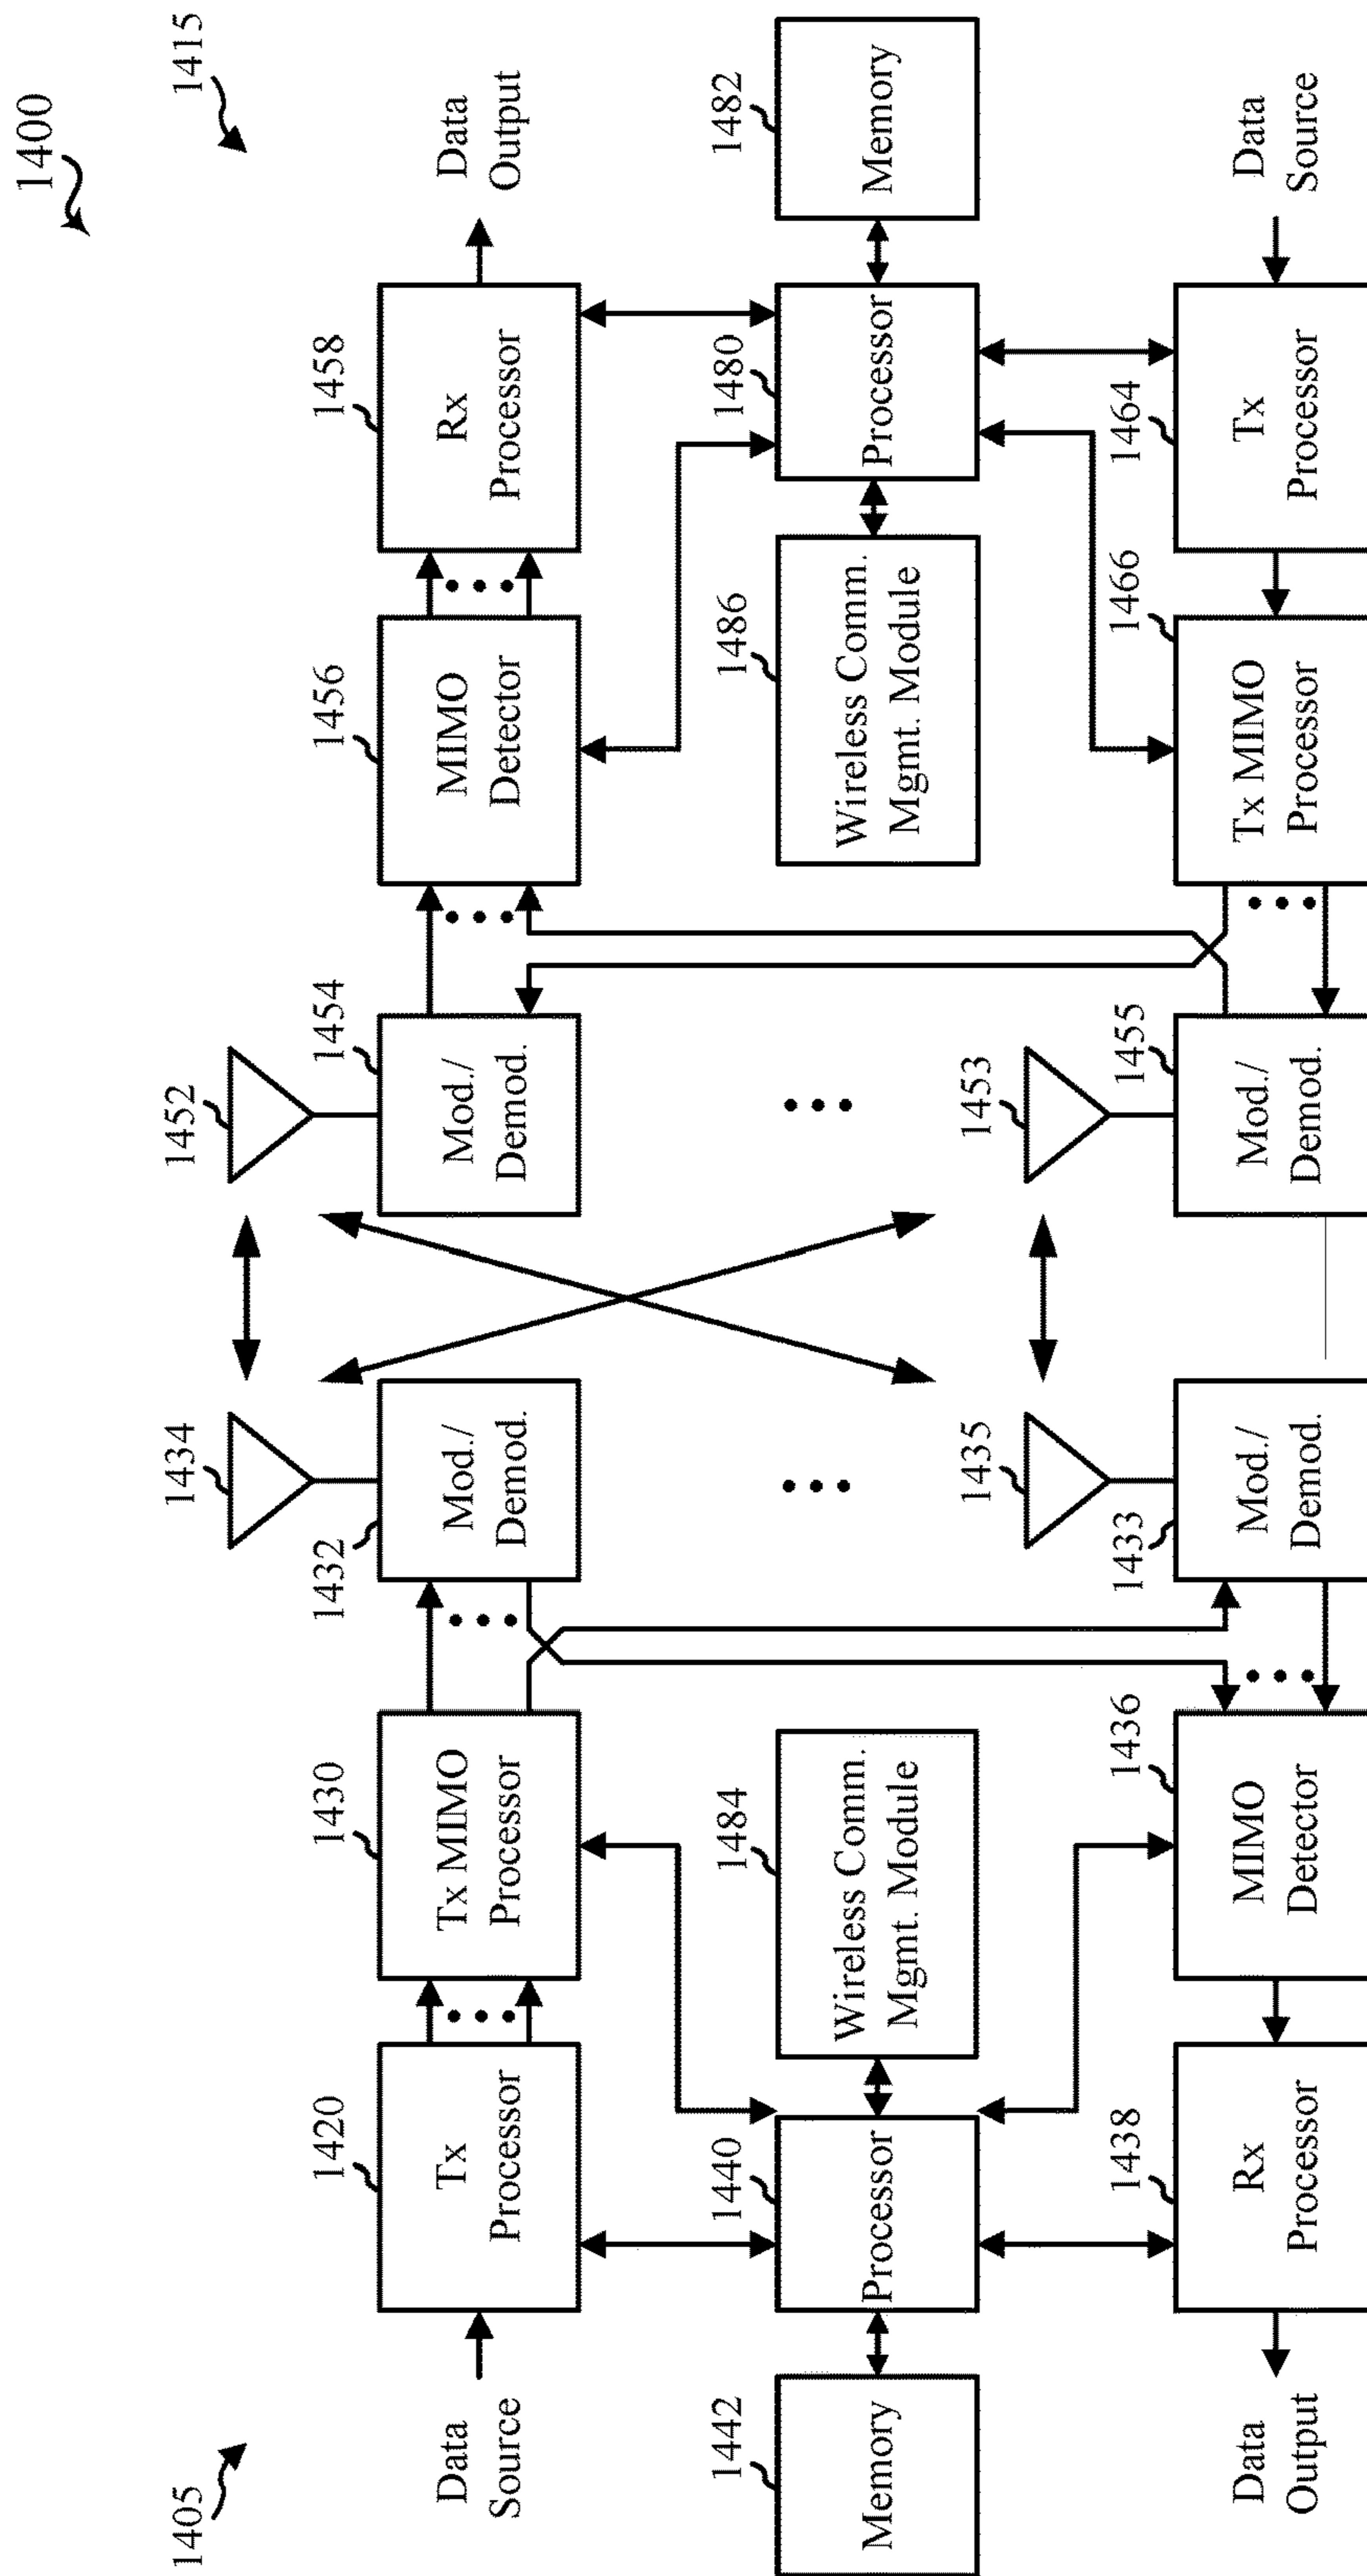 1400
1405
1415
1434
1452
1420
1430
1432
1454
1456
1458
Data
Source
Tx
Processor
Tx MIMO
Processor
Mod./
Demod.
Mod./
Demod.
MIMO
Detector
Rx
Processor
Data
Output
1442
1440
1484
1486
1480
1482
Memory
Processor
Wireless Comm.
Mgmt. Module
Wireless Comm.
Mgmt. Module
Processor
Memory
1435
1453
1438
1436
1433
1455
1466
1464
Data
Output
Rx
Processor
MIMO
Detector
Mod./
Demod.
Mod./
Demod.
Tx MIMO
Processor
Tx
Processor
Data
Source